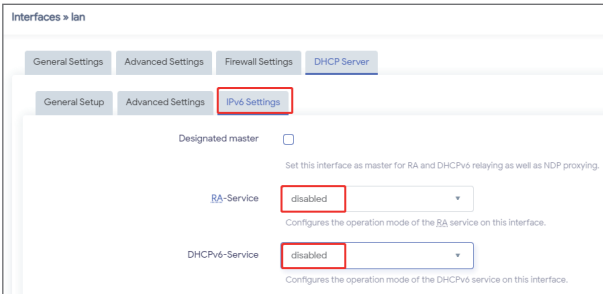 Interfaces » lan
General Settings Advanced Settings Firewall Settings DHCP Server
General Setup Advanced Settings IPv6 Settings
Designated master
Set this interface as master for RA and DHCPv6 relaying as well as NDP proxying.
RA-Service disabled
Configures the operation mode of the RA service on this interface.
DHCPv6-Service disabled
Configures the operation mode of the DHCPv6 service on this interface.